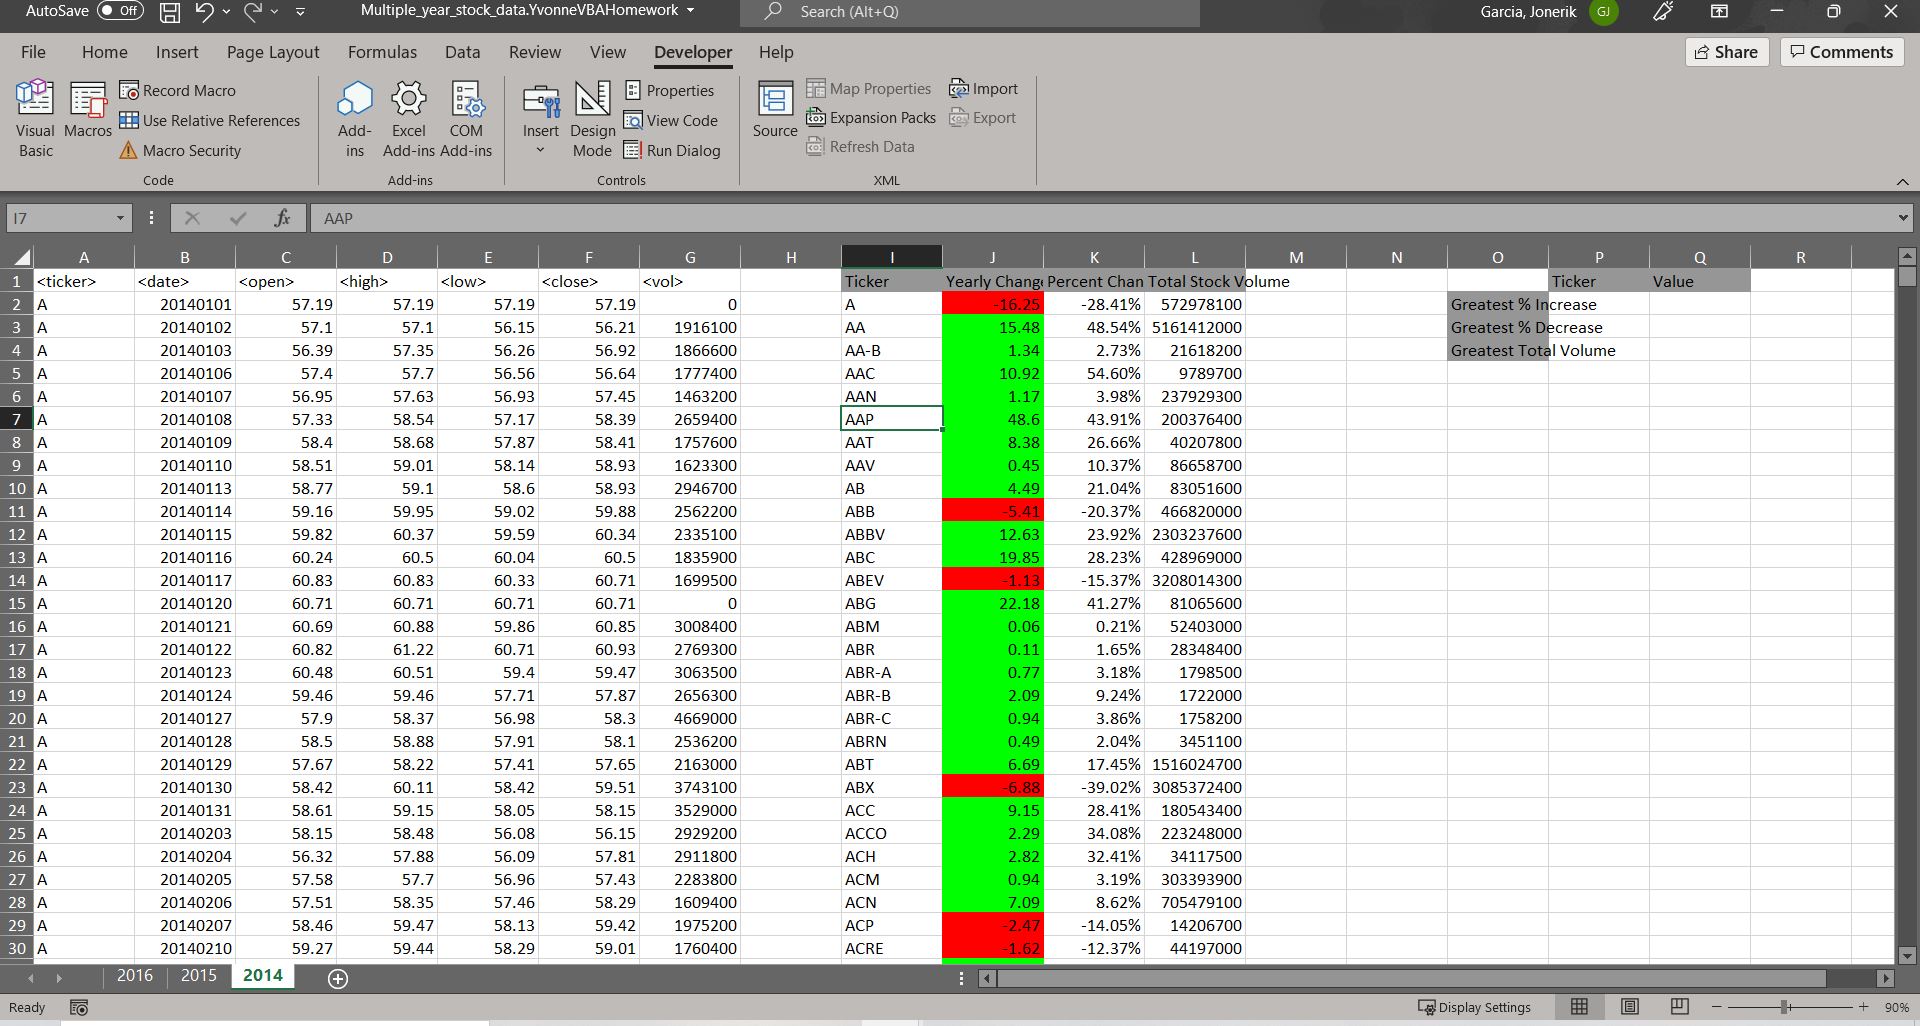 AutoSave Off Multiple_year_stock_data.YvonneVBAHomework Search (Alt+Q) Garcia, Jonerik GJ
File Home Insert Page Layout Formulas Data Review View Developer Help Share Comments
Visual Basic Macros Record Macro Use Relative References Macro Security Code
Add-ins Excel Add-ins COM Add-ins Add-ins
Insert Design Mode Properties View Code Run Dialog Controls
Source Map Properties Expansion Packs Refresh Data Import Export XML
I7 fx AAP
A B C D E F G H I J K L M N O P Q R
1 <ticker> <date> <open> <high> <low> <close> <vol> Ticker Yearly Change Percent Chan Total Stock Volume Ticker Value
2 A 20140101 57.19 57.19 57.19 57.19 0 A -16.25 -28.41% 572978100 Greatest % Increase
3 A 20140102 57.1 57.1 56.15 56.21 1916100 AA 15.48 48.54% 5161412000 Greatest % Decrease
4 A 20140103 56.39 57.35 56.26 56.92 1866600 AA-B 1.34 2.73% 21618200 Greatest Total Volume
5 A 20140106 57.4 57.7 56.56 56.64 1777400 AAC 10.92 54.60% 9789700
6 A 20140107 56.95 57.63 56.93 57.45 1463200 AAN 1.17 3.98% 237929300
7 A 20140108 57.33 58.54 57.17 58.39 2659400 AAP 48.6 43.91% 200376400
8 A 20140109 58.4 58.68 57.87 58.41 1757600 AAT 8.38 26.66% 40207800
9 A 20140110 58.51 59.01 58.14 58.93 1623300 AAV 0.45 10.37% 86658700
10 A 20140113 58.77 59.1 58.6 58.93 2946700 AB 4.49 21.04% 83051600
11 A 20140114 59.16 59.95 59.02 59.88 2562200 ABB -5.41 -20.37% 466820000
12 A 20140115 59.82 60.37 59.59 60.34 2335100 ABBV 12.63 23.92% 2303237600
13 A 20140116 60.24 60.5 60.04 60.5 1835900 ABC 19.85 28.23% 428969000
14 A 20140117 60.83 60.83 60.33 60.71 1699500 ABEV -1.13 -15.37% 3208014300
15 A 20140120 60.71 60.71 60.71 60.71 0 ABG 22.18 41.27% 81065600
16 A 20140121 60.69 60.88 59.86 60.85 3008400 ABM 0.06 0.21% 52403000
17 A 20140122 60.82 61.22 60.71 60.93 2769300 ABR 0.11 1.65% 28348400
18 A 20140123 60.48 60.51 59.4 59.47 3063500 ABR-A 0.77 3.18% 1798500
19 A 20140124 59.46 59.46 57.71 57.87 2656300 ABR-B 2.09 9.24% 1722000
20 A 20140127 57.9 58.37 56.98 58.3 4669000 ABR-C 0.94 3.86% 1758200
21 A 20140128 58.5 58.88 57.91 58.1 2536200 ABRN 0.49 2.04% 3451100
22 A 20140129 57.67 58.22 57.41 57.65 2163000 ABT 6.69 17.45% 1516024700
23 A 20140130 58.42 60.11 58.42 59.51 3743100 ABX -6.88 -39.02% 3085372400
24 A 20140131 58.61 59.15 58.05 58.15 3529000 ACC 9.15 28.41% 180543400
25 A 20140203 58.15 58.48 56.08 56.15 2929200 ACCO 2.29 34.08% 223248000
26 A 20140204 56.32 57.88 56.09 57.81 2911800 ACH 2.82 32.41% 34117500
27 A 20140205 57.58 57.7 56.96 57.43 2283800 ACM 0.94 3.19% 303393900
28 A 20140206 57.51 58.35 57.46 58.29 1609400 ACN 7.09 8.62% 705479100
29 A 20140207 58.46 59.47 58.13 59.42 1975200 ACP -2.47 -14.05% 14206700
30 A 20140210 59.27 59.44 58.29 59.01 1760400 ACRE -1.62 -12.37% 44197000
2016 2015 2014
Ready Display Settings 90%